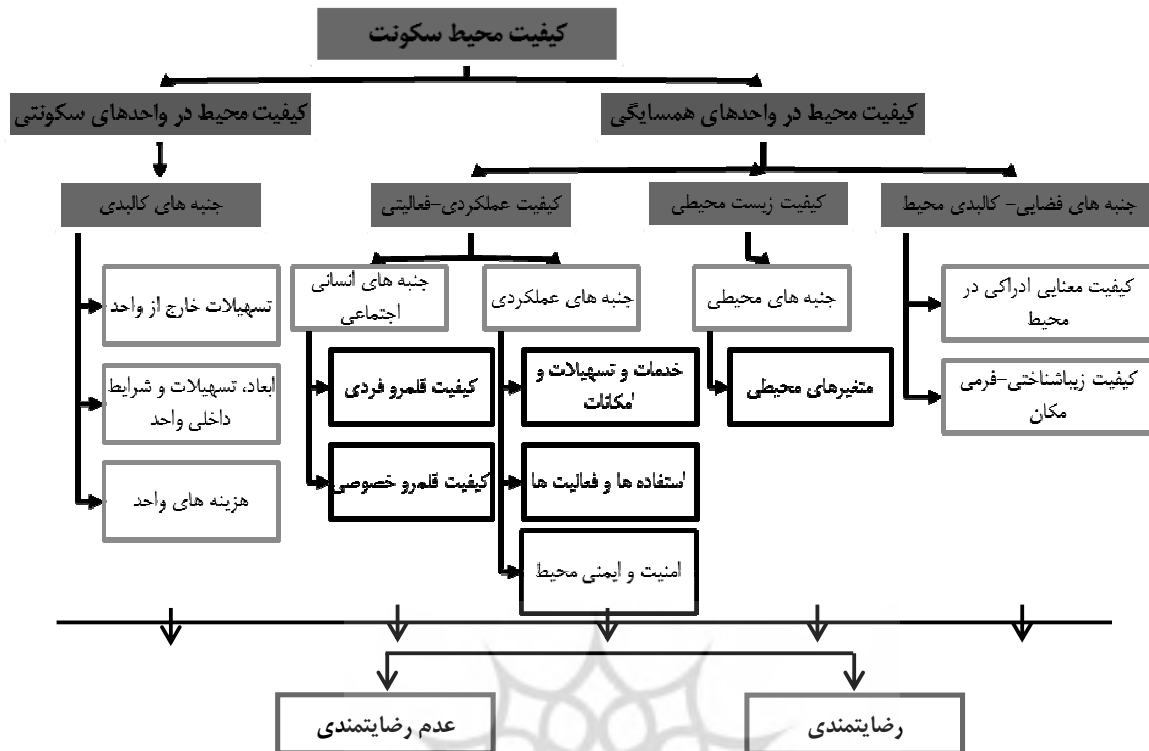 کیفیت محیط سکونت
کیفیت محیط در واحدهای همسایگی
کیفیت محیط در واحدهای سکونتی
جنبه های فضایی- کالبدی محیط
کیفیت زیست محیطی
کیفیت عملکردی-فعالیتی
جنبه های کالبدی
کیفیت معنایی ادراکی در
محیط
کیفیت زیباشناختی-فرمی
مکان
جنبه های محیطی
متغیرهای محیطی
جنبه های عملکردی
خدمات و تسهیلات و
امکانات
استفاده ها و فعالیت ها
امنیت و ایمنی محیط
جنبه های انسانی
اجتماعی
کیفیت قلمرو فردی
کیفیت قلمرو خصوصی
تسهیلات خارج از واحد
ابعاد، تسهیلات و شرایط
داخلی واحد
هزینه های واحد
رضایتمندی
عدم رضایتمندی